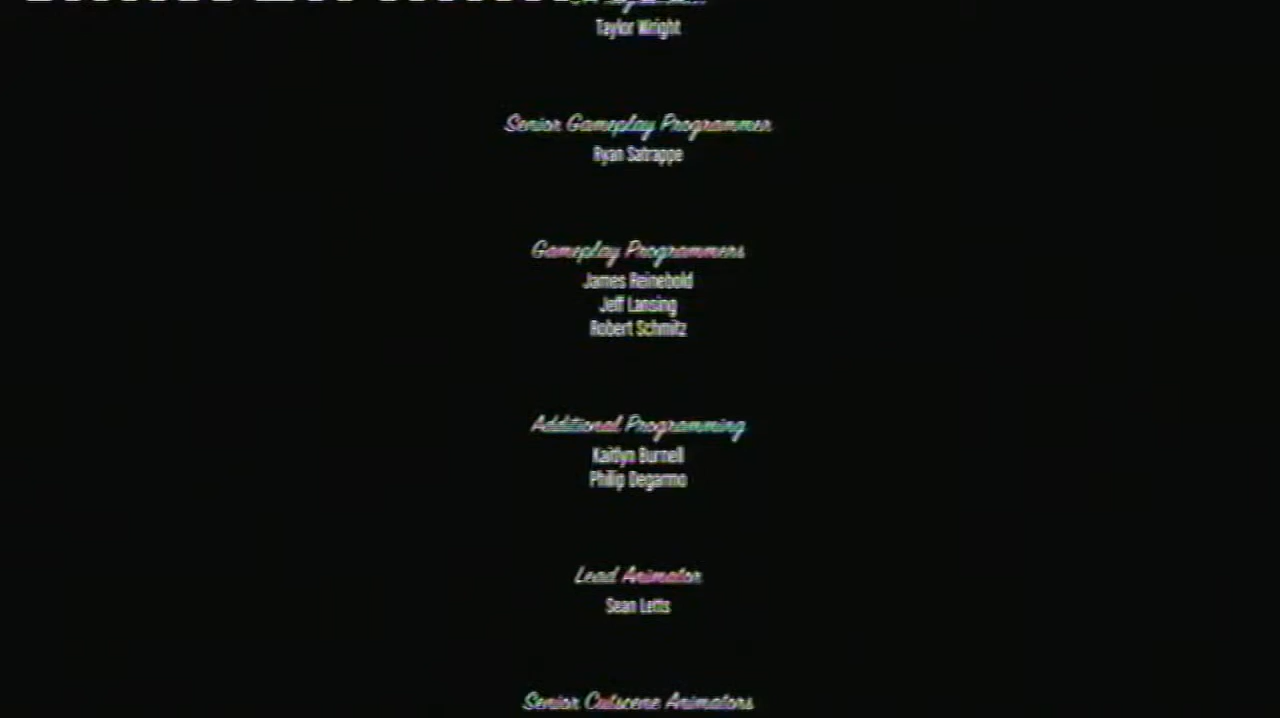 Taylor Wright
Senior Gameplay Programmer
Ryan Satrappe
Gameplay Programmers
James Reinebold
Jeff Lansing
Robert Schmitz
Additional Programming
Kaitlyn Burnell
Phillip Degarmo
Lead Animator
Sean Letts
Senior Cutscene Animators